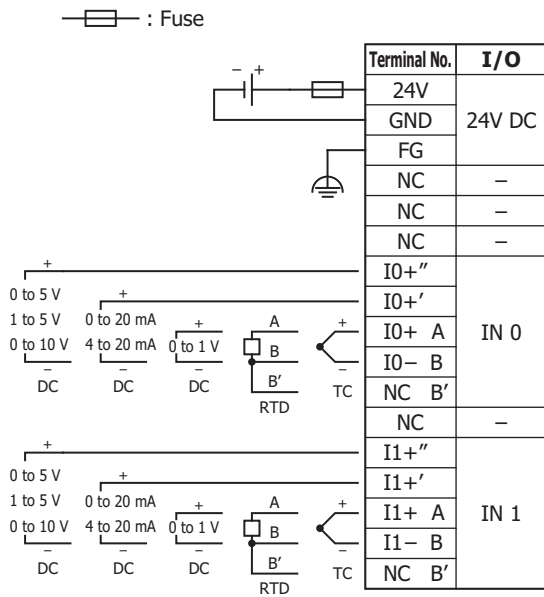 : Fuse
Terminal No. I/O
− + 24V
GND 24V DC
FG
NC −
NC −
NC −
+ I0+″
0 to 5 V + I0+′
1 to 5 V 0 to 20 mA + A + I0+ A IN 0
0 to 10 V 4 to 20 mA 0 to 1 V B I0− B
− − − B′ − NC B′
DC DC DC RTD TC
NC −
+ I1+″
0 to 5 V + I1+′
1 to 5 V 0 to 20 mA + A + I1+ A IN 1
0 to 10 V 4 to 20 mA 0 to 1 V B I1− B
− − − B′ − NC B′
DC DC DC RTD TC